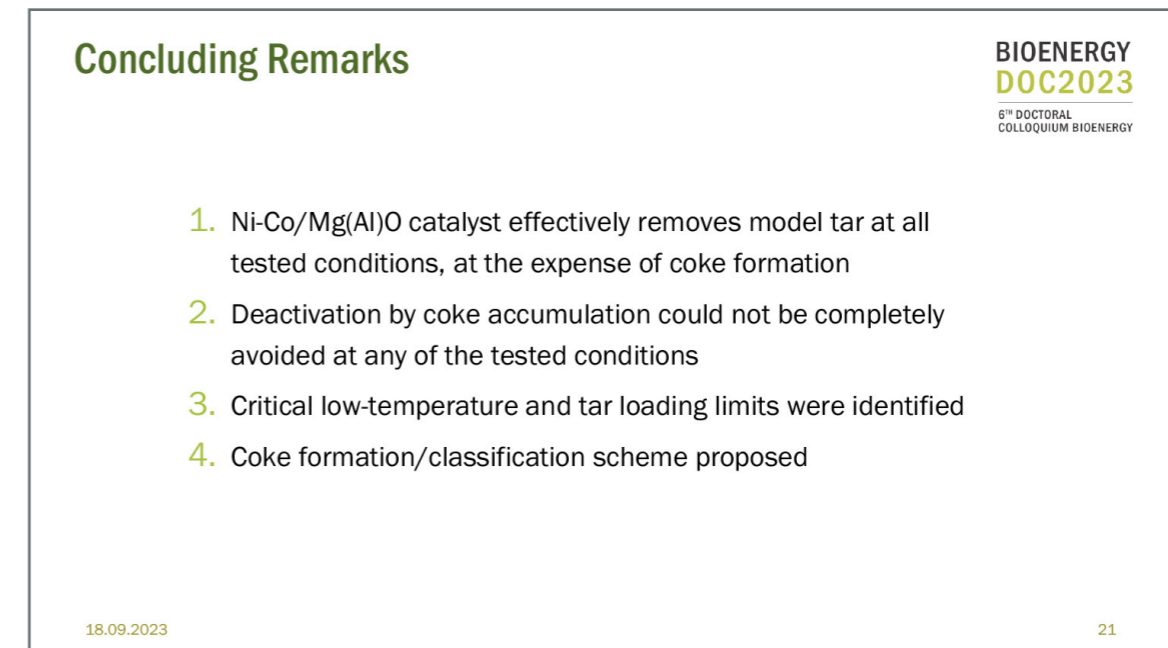 Concluding Remarks
BIOENERGY
DOC2023
6TH DOCTORAL
COLLOQUIUM BIOENERGY
1. Ni-Co/Mg(Al)O catalyst effectively removes model tar at all
tested conditions, at the expense of coke formation
2. Deactivation by coke accumulation could not be completely
avoided at any of the tested conditions
3. Critical low-temperature and tar loading limits were identified
4. Coke formation/classification scheme proposed
18.09.2023
21